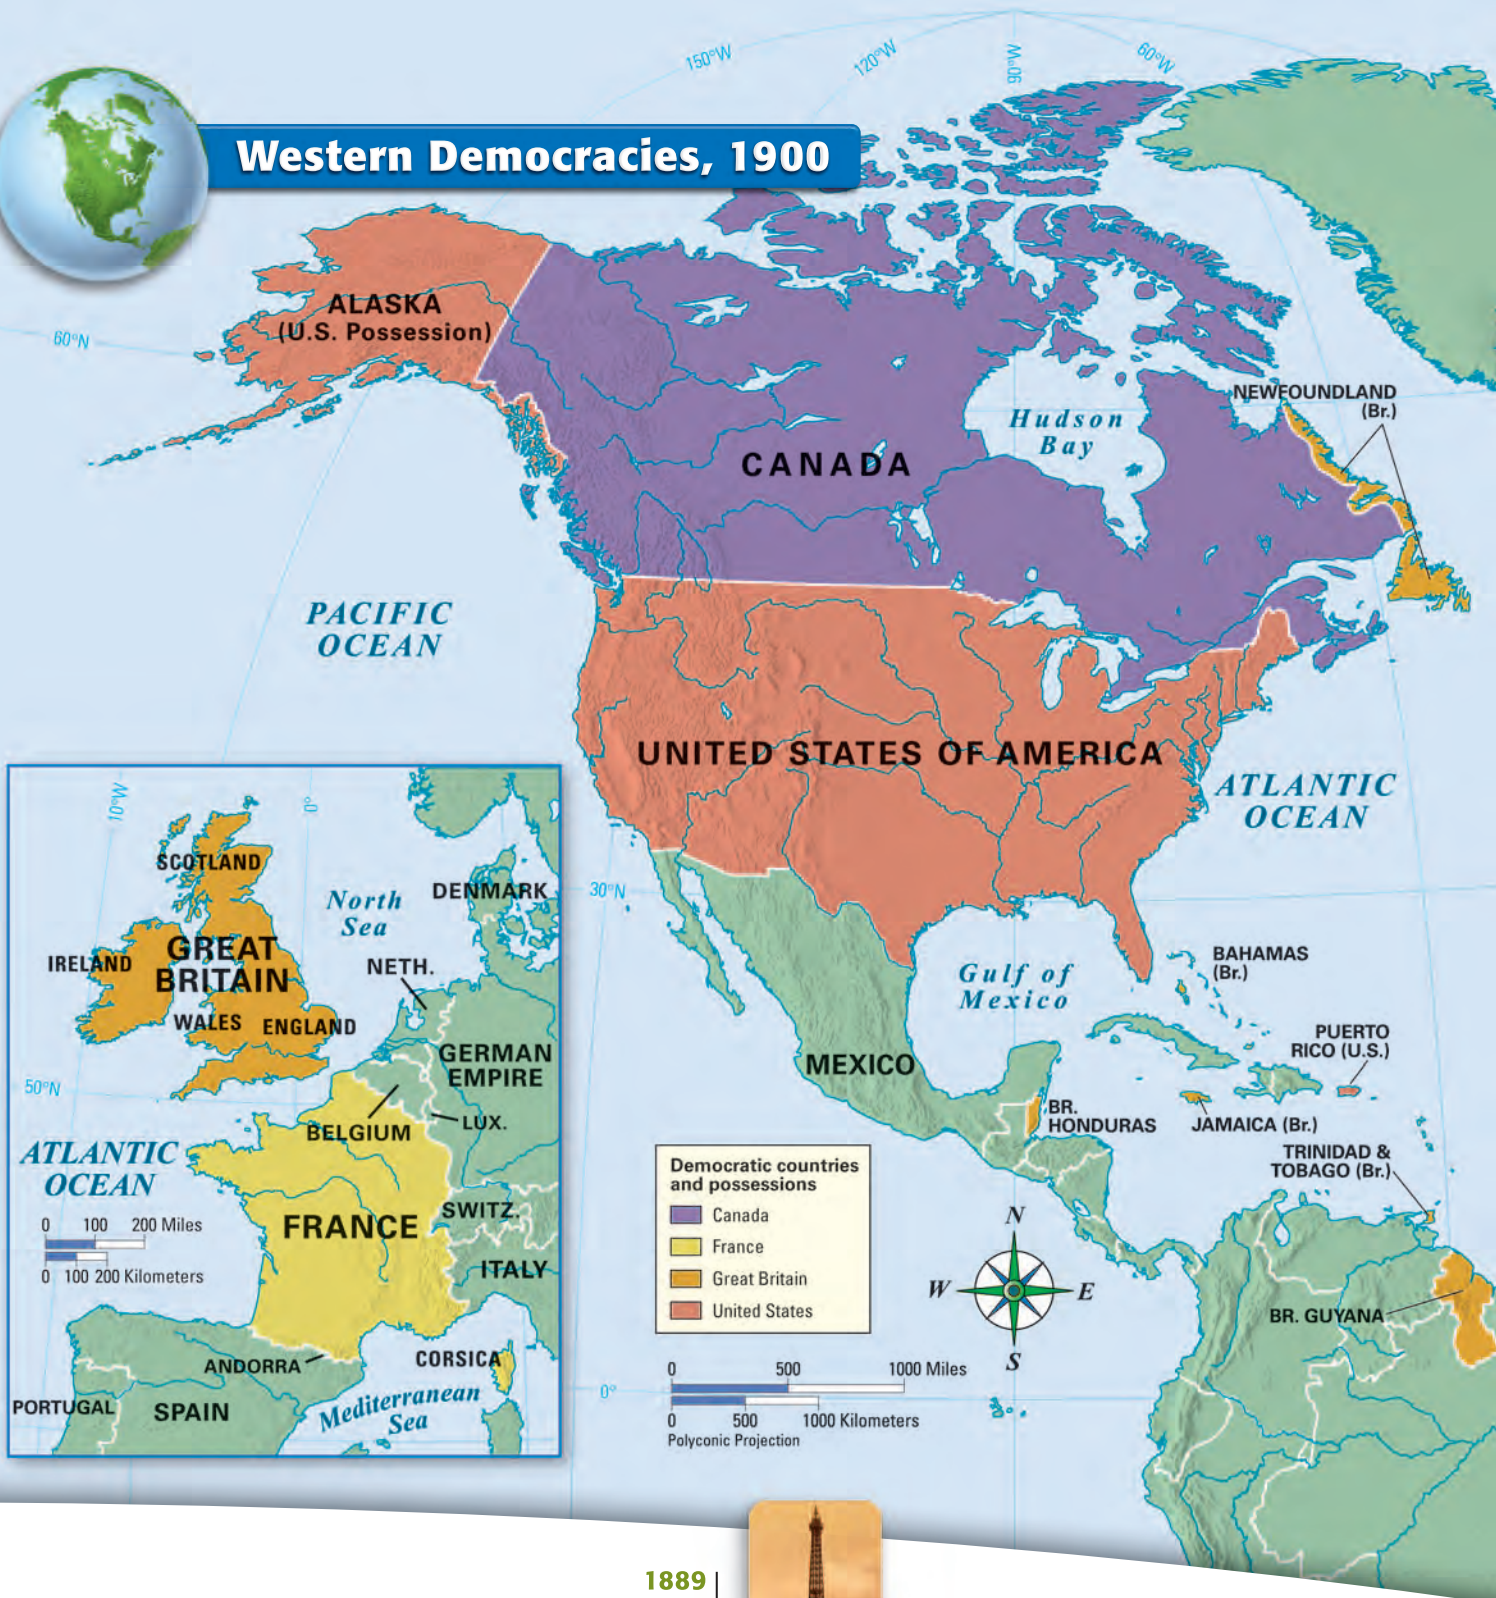 150°W
120°W
90°W
60°W
Western Democracies, 1900
ALASKA
(U.S. Possession)
60°N
NEWFOUNDLAND
(Br.)
Hudson
Bay
CANADA
PACIFIC
OCEAN
UNITED STATES OF AMERICA
ATLANTIC
OCEAN
30°N
BAHAMAS
(Br.)
Gulf of
Mexico
PUERTO
RICO (U.S.)
MEXICO
BR.
HONDURAS
JAMAICA (Br.)
TRINIDAD &
TOBAGO (Br.)
BR. GUYANA
0°
10°W
0°
SCOTLAND
North
Sea
DENMARK
IRELAND
GREAT
BRITAIN
NETH.
WALES
ENGLAND
GERMAN
EMPIRE
50°N
BELGIUM
LUX.
ATLANTIC
OCEAN
0 100 200 Miles
0 100 200 Kilometers
FRANCE
SWITZ.
ITALY
ANDORRA
CORSICA
PORTUGAL
SPAIN
Mediterranean
Sea
Democratic countries
and possessions
Canada
France
Great Britain
United States
N
W
E
S
0 500 1000 Miles
0 500 1000 Kilometers
Polyconic Projection
1889 |